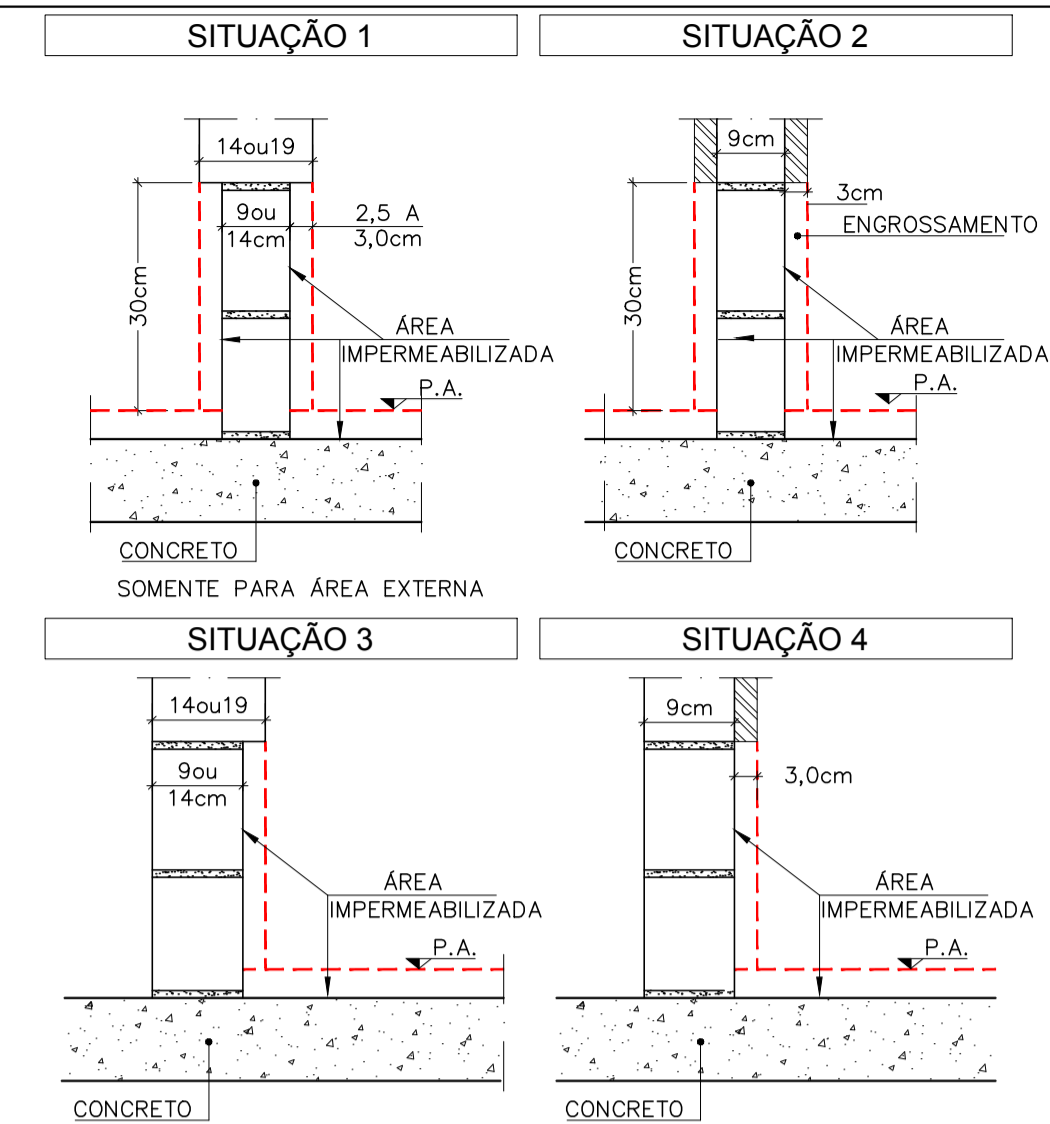 SITUAÇÃO 1
14ou19
9ou
14cm
2,5 A
3,0cm
30cm
ÁREA
IMPERMEABILIZADA
P.A.
CONCRETO
SOMENTE PARA ÁREA EXTERNA
SITUAÇÃO 2
9cm
3cm
ENGROSSAMENTO
30cm
ÁREA
IMPERMEABILIZADA
P.A.
CONCRETO
SITUAÇÃO 3
14ou19
9ou
14cm
ÁREA
IMPERMEABILIZADA
P.A.
CONCRETO
SITUAÇÃO 4
9cm
3,0cm
ÁREA
IMPERMEABILIZADA
P.A.
CONCRETO